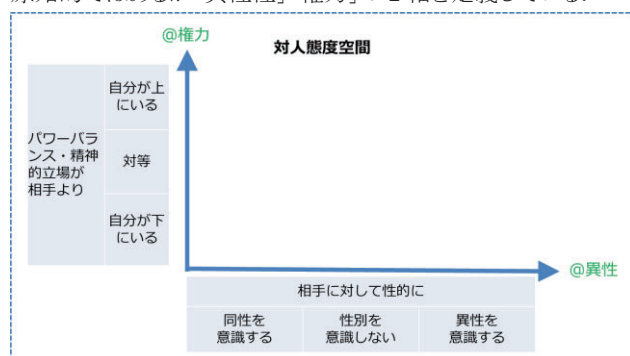 @権力
対人態度空間
パワーバラ
ンス・精神
的立場が
相手より
自分が上
にいる
対等
自分が下
にいる
@異性
相手に対して性的に
同性を
意識する
性別を
意識しない
異性を
意識する